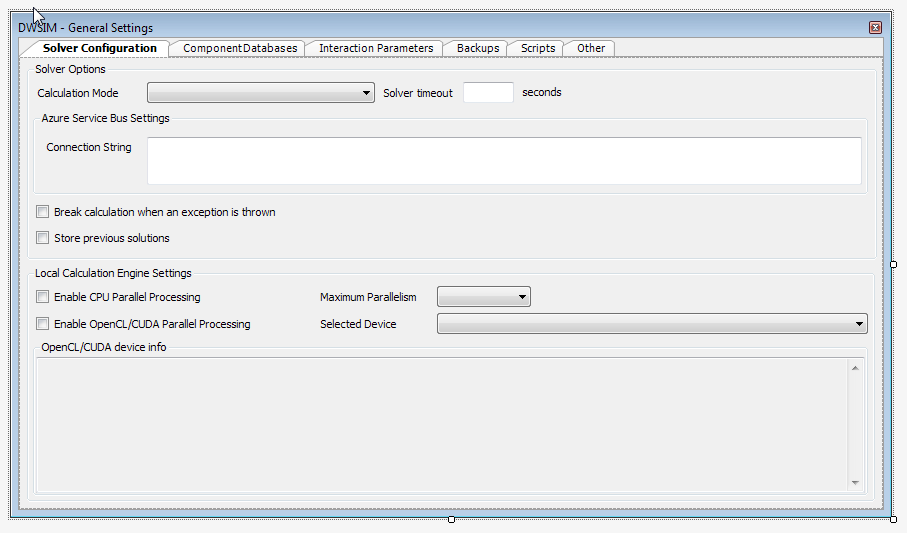 DWSIM - General Settings
Solver Configuration ComponentDatabases Interaction Parameters Backups Scripts Other
Solver Options
Calculation Mode Solver timeout seconds
Azure Service Bus Settings
Connection String
Break calculation when an exception is thrown
Store previous solutions
Local Calculation Engine Settings
Enable CPU Parallel Processing Maximum Parallelism
Enable OpenCL/CUDA Parallel Processing Selected Device
OpenCL/CUDA device info